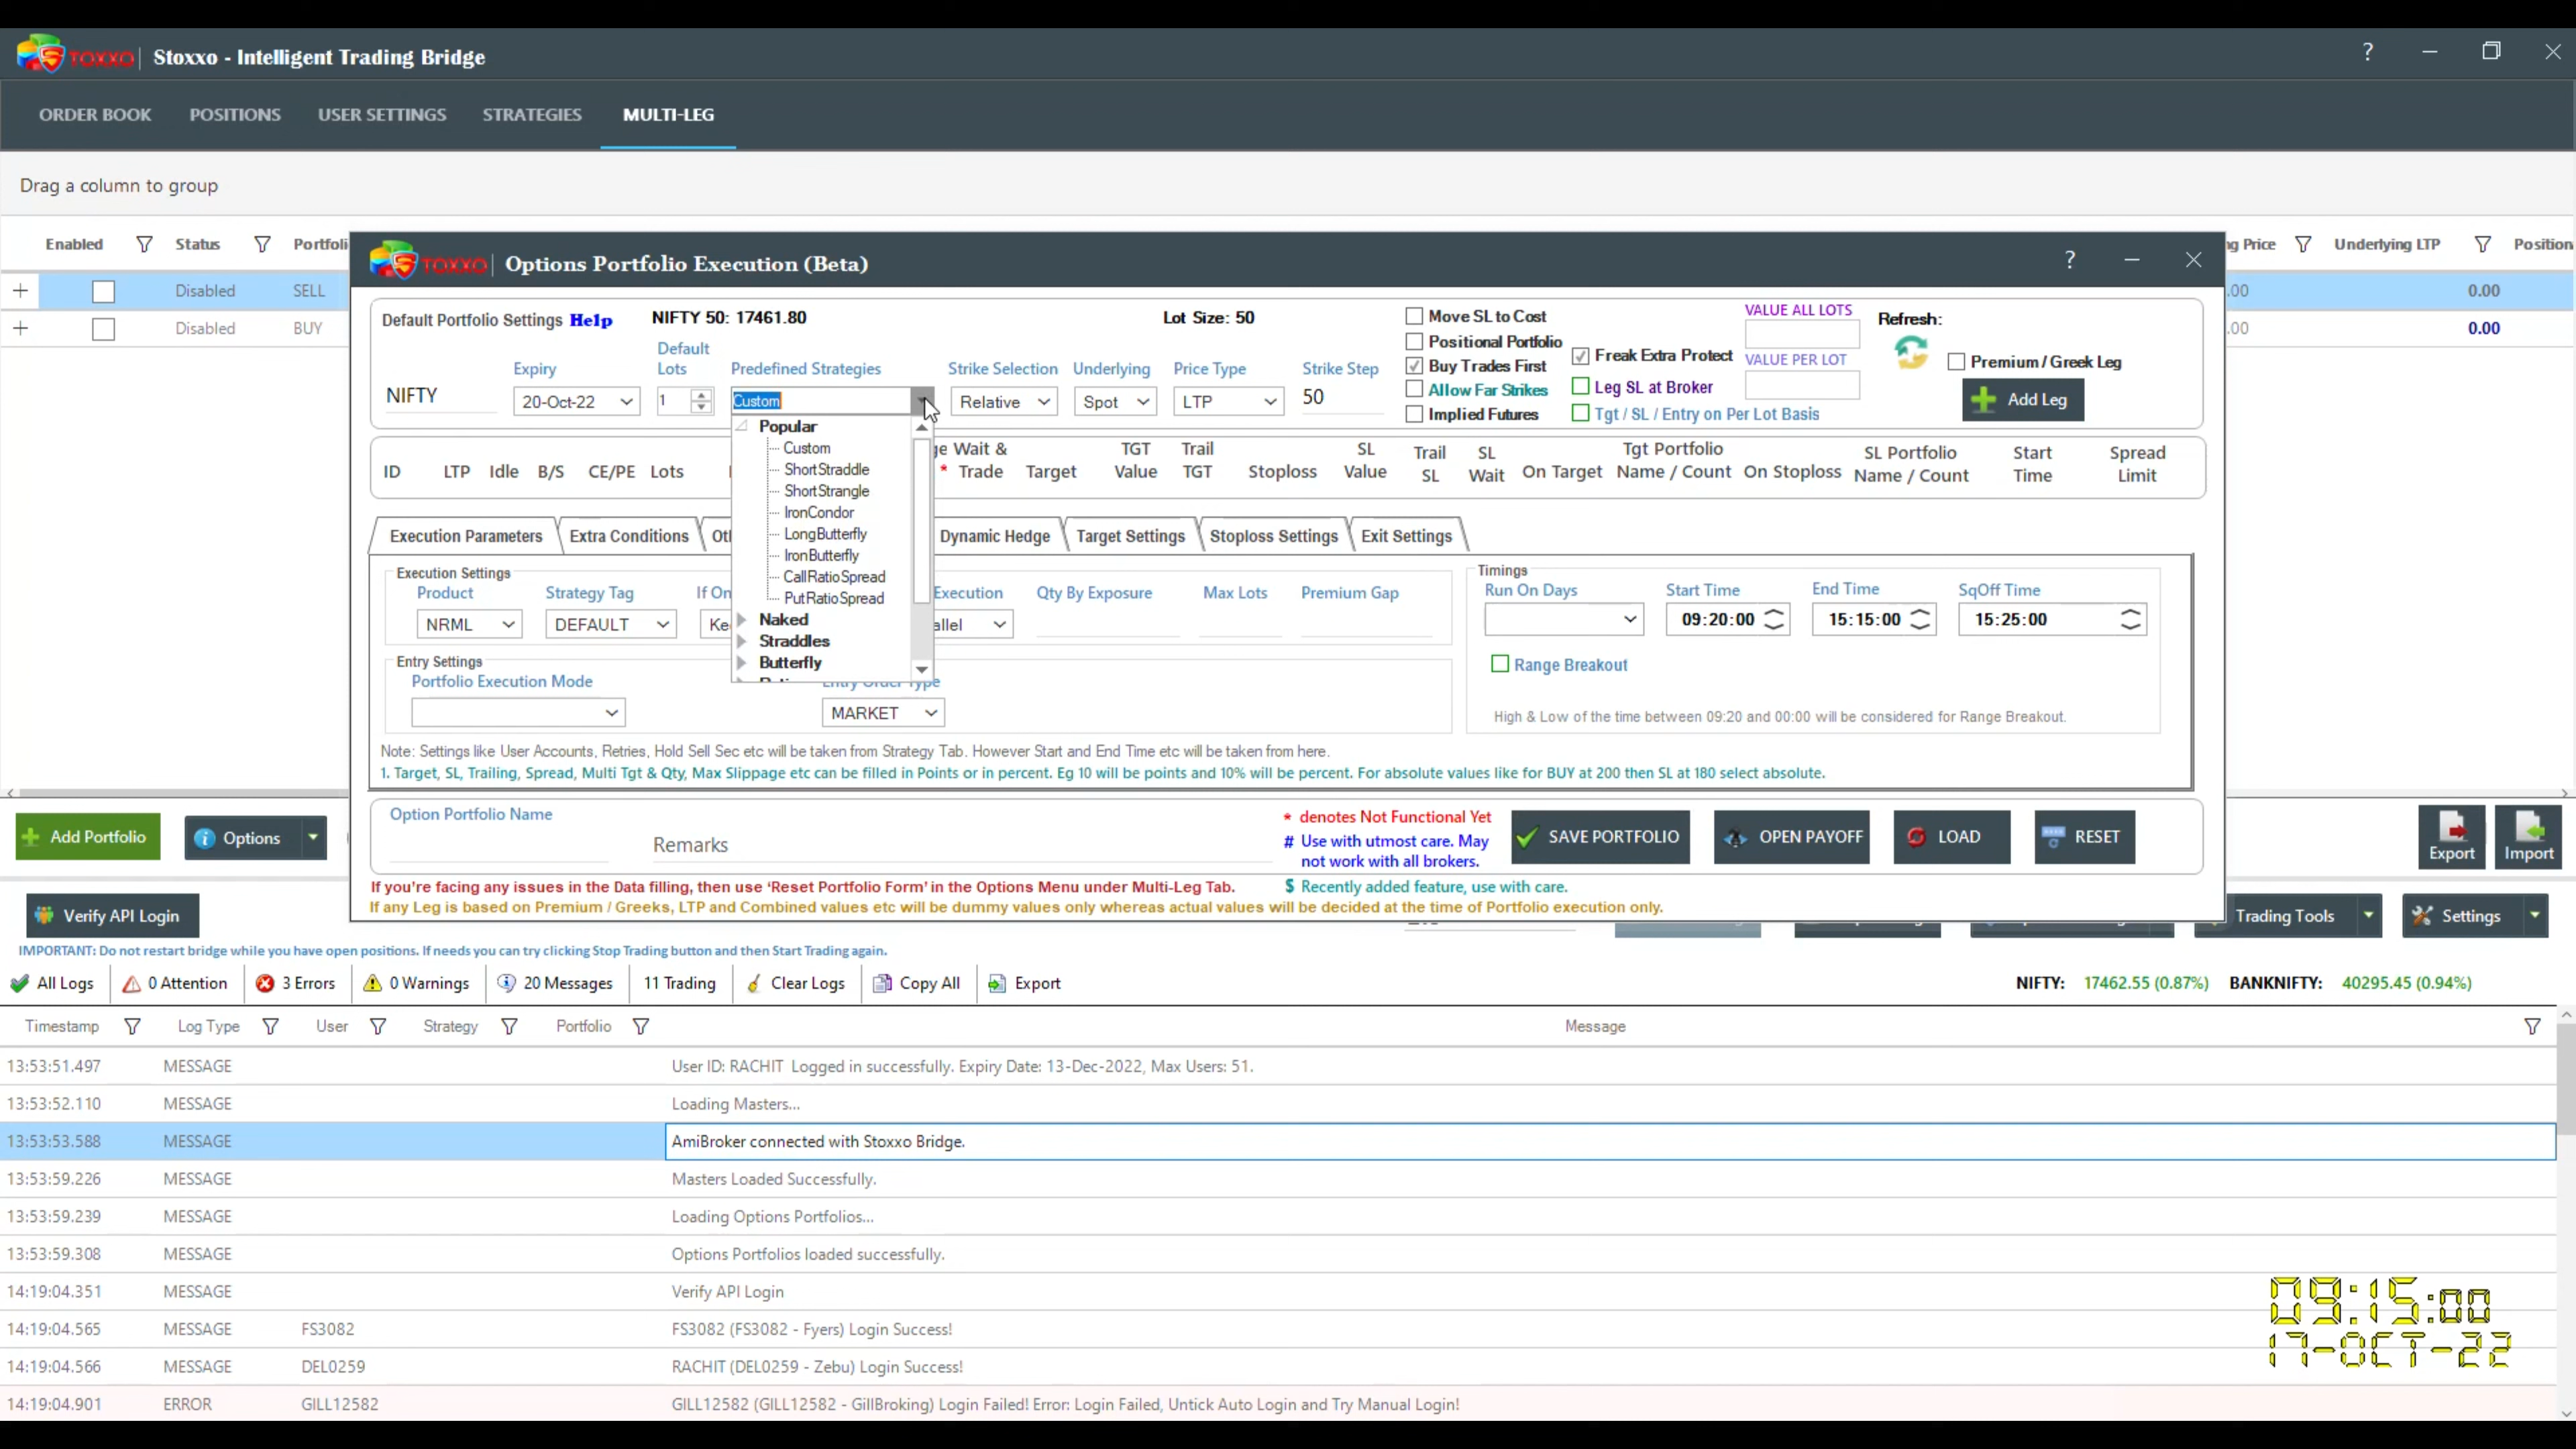 TOXXO | Stoxxo - Intelligent Trading Bridge ?
ORDER BOOK POSITIONS USER SETTINGS STRATEGIES MULTI-LEG
Drag a column to group
Enabled Status Portfoli ng Price Underlying LTP Position
Disabled SELL .00 0.00
Disabled BUY .00 0.00
TOXXO | Options Portfolio Execution (Beta) ?
Default Portfolio Settings Help NIFTY 50: 17461.80 Lot Size: 50
NIFTY
Expiry
20-Oct-22
Default
Lots
1
Predefined Strategies
Custom
Strike Selection
Relative
Underlying
Spot
Price Type
LTP
Strike Step
50
Move SL to Cost
Positional Portfolio
Buy Trades First
Allow Far Strikes
Implied Futures
Freak Extra Protect
Leg SL at Broker
Tgt / SL / Entry on Per Lot Basis
VALUE ALL LOTS
VALUE PER LOT
Refresh:
Premium / Greek Leg
Add Leg
Popular
Custom
ShortStraddle
ShortStrangle
IronCondor
LongButterfly
IronButterfly
CallRatioSpread
PutRatioSpread
Naked
Straddles
Butterfly
ID LTP Idle B/S CE/PE Lots
Wait &
* Trade
Target
TGT
Value
Trail
TGT
Stoploss
SL
Value
Trail
SL
SL
Wait
On Target
Tgt Portfolio
Name / Count
On Stoploss
SL Portfolio
Name / Count
Start
Time
Spread
Limit
Execution Parameters Extra Conditions Ot Dynamic Hedge Target Settings Stoploss Settings Exit Settings
Execution Settings
Product
NRML
Strategy Tag
DEFAULT
If On
Ke
Execution
allel
Qty By Exposure Max Lots Premium Gap
Entry Settings
Portfolio Execution Mode
Entry Order Type
MARKET
Timings
Run On Days
Start Time
09:20:00
End Time
15:15:00
SqOff Time
15:25:00
Range Breakout
High & Low of the time between 09:20 and 00:00 will be considered for Range Breakout.
Note: Settings like User Accounts, Retries, Hold Sell Sec etc will be taken from Strategy Tab. However Start and End Time etc will be taken from here.
1. Target, SL, Trailing, Spread, Multi Tgt & Qty, Max Slippage etc can be filled in Points or in percent. Eg 10 will be points and 10% will be percent. For absolute values like for BUY at 200 then SL at 180 select absolute.
Option Portfolio Name
Remarks
* denotes Not Functional Yet
# Use with utmost care. May
not work with all brokers.
SAVE PORTFOLIO OPEN PAYOFF LOAD RESET
If you're facing any issues in the Data filling, then use 'Reset Portfolio Form' in the Options Menu under Multi-Leg Tab. $ Recently added feature, use with care.
If any Leg is based on Premium / Greeks, LTP and Combined values etc will be dummy values only whereas actual values will be decided at the time of Portfolio execution only.
Add Portfolio Options Export Import
Verify API Login Trading Tools Settings
IMPORTANT: Do not restart bridge while you have open positions. If needs you can try clicking Stop Trading button and then Start Trading again.
All Logs 0 Attention 3 Errors 0 Warnings 20 Messages 11 Trading Clear Logs Copy All Export NIFTY: 17462.55 (0.87%) BANKNIFTY: 40295.45 (0.94%)
Timestamp Log Type User Strategy Portfolio Message
13:53:51.497 MESSAGE User ID: RACHIT Logged in successfully. Expiry Date: 13-Dec-2022, Max Users: 51.
13:53:52.110 MESSAGE Loading Masters...
13:53:53.588 MESSAGE AmiBroker connected with Stoxxo Bridge.
13:53:59.226 MESSAGE Masters Loaded Successfully.
13:53:59.239 MESSAGE Loading Options Portfolios...
13:53:59.308 MESSAGE Options Portfolios loaded successfully.
14:19:04.351 MESSAGE Verify API Login
14:19:04.565 MESSAGE FS3082 FS3082 (FS3082 - Fyers) Login Success!
14:19:04.566 MESSAGE DEL0259 RACHIT (DEL0259 - Zebu) Login Success!
14:19:04.901 ERROR GILL12582 GILL12582 (GILL12582 - GillBroking) Login Failed! Error: Login Failed, Untick Auto Login and Try Manual Login!
09:15:00
17-OCT-22